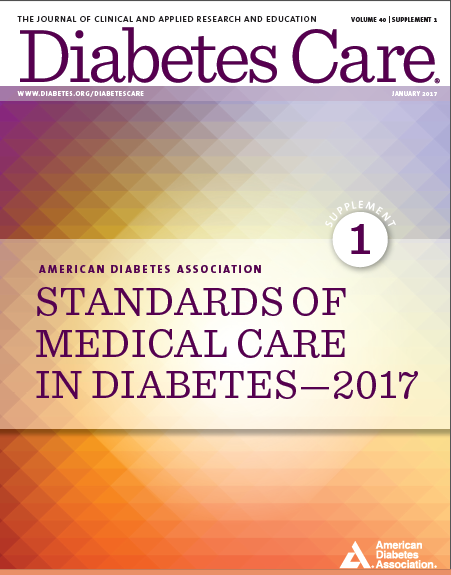 THE JOURNAL OF CLINICAL AND APPLIED RESEARCH AND EDUCATION
VOLUME 40 | SUPPLEMENT 1
Diabetes Care®
WWW.DIABETES.ORG/DIABETESCARE
JANUARY 2017
SUPPLEMENT
1
AMERICAN DIABETES ASSOCIATION
STANDARDS OF
MEDICAL CARE
IN DIABETES—2017
American
Diabetes
Association®